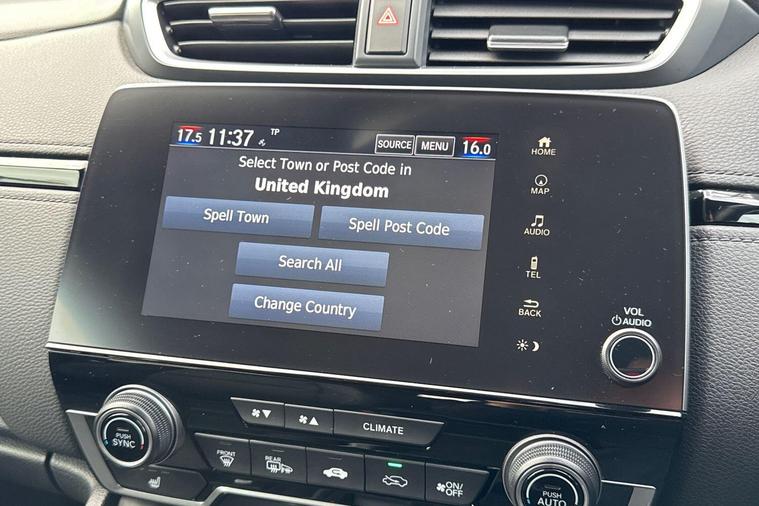 17.5 11:37 TP SOURCE MENU 16.0
Select Town or Post Code in
United Kingdom
Spell Town
Spell Post Code
Search All
Change Country
HOME
MAP
AUDIO
TEL
BACK
VOL
AUDIO
CLIMATE
PUSH
SYNC
FRONT
REAR
ON/
OFF
PUSH
AUTO